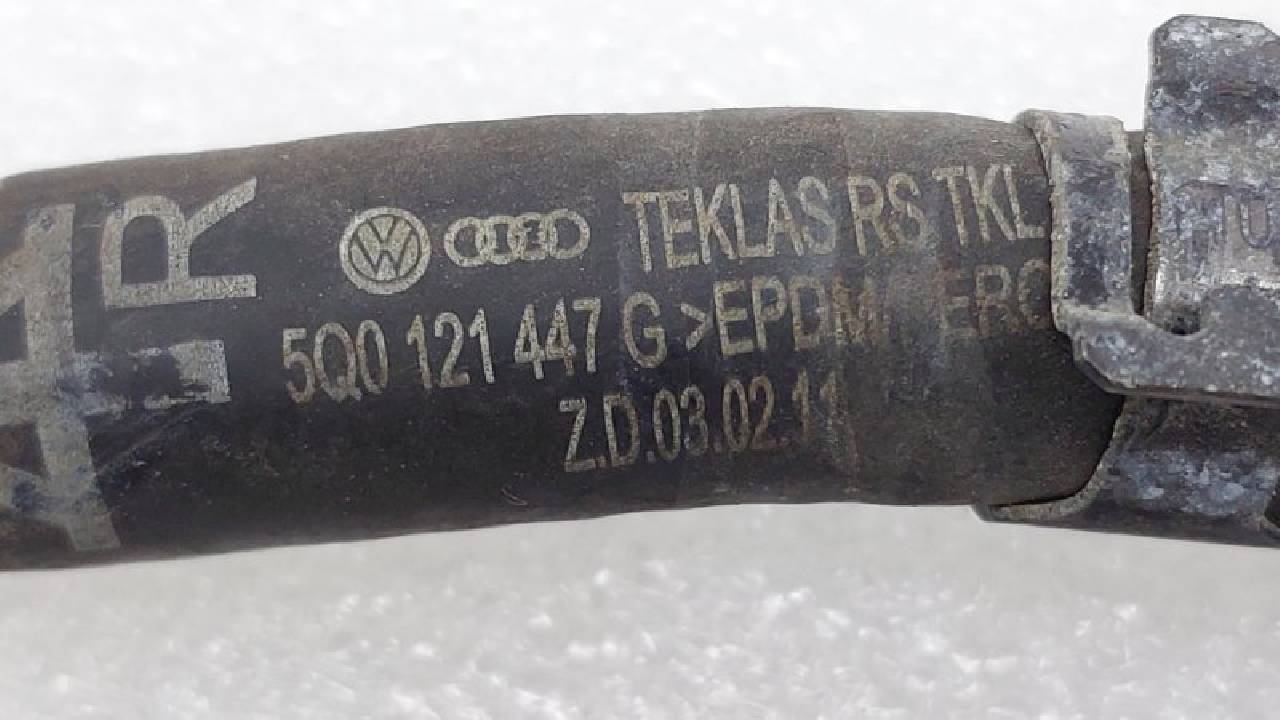 TEKLAS RS TKL
5Q0 121 447 G >EPDM
Z.D.03.02.11